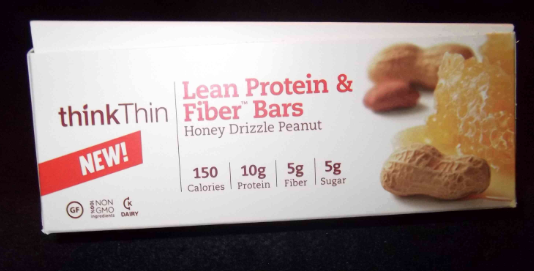 thinkThin
Lean Protein &
Fiber™ Bars
Honey Drizzle Peanut
NEW!
150 10g 5g 5g
Calories Protein Fiber Sugar
GF
NON
GMO
Ingredients
K
DAIRY